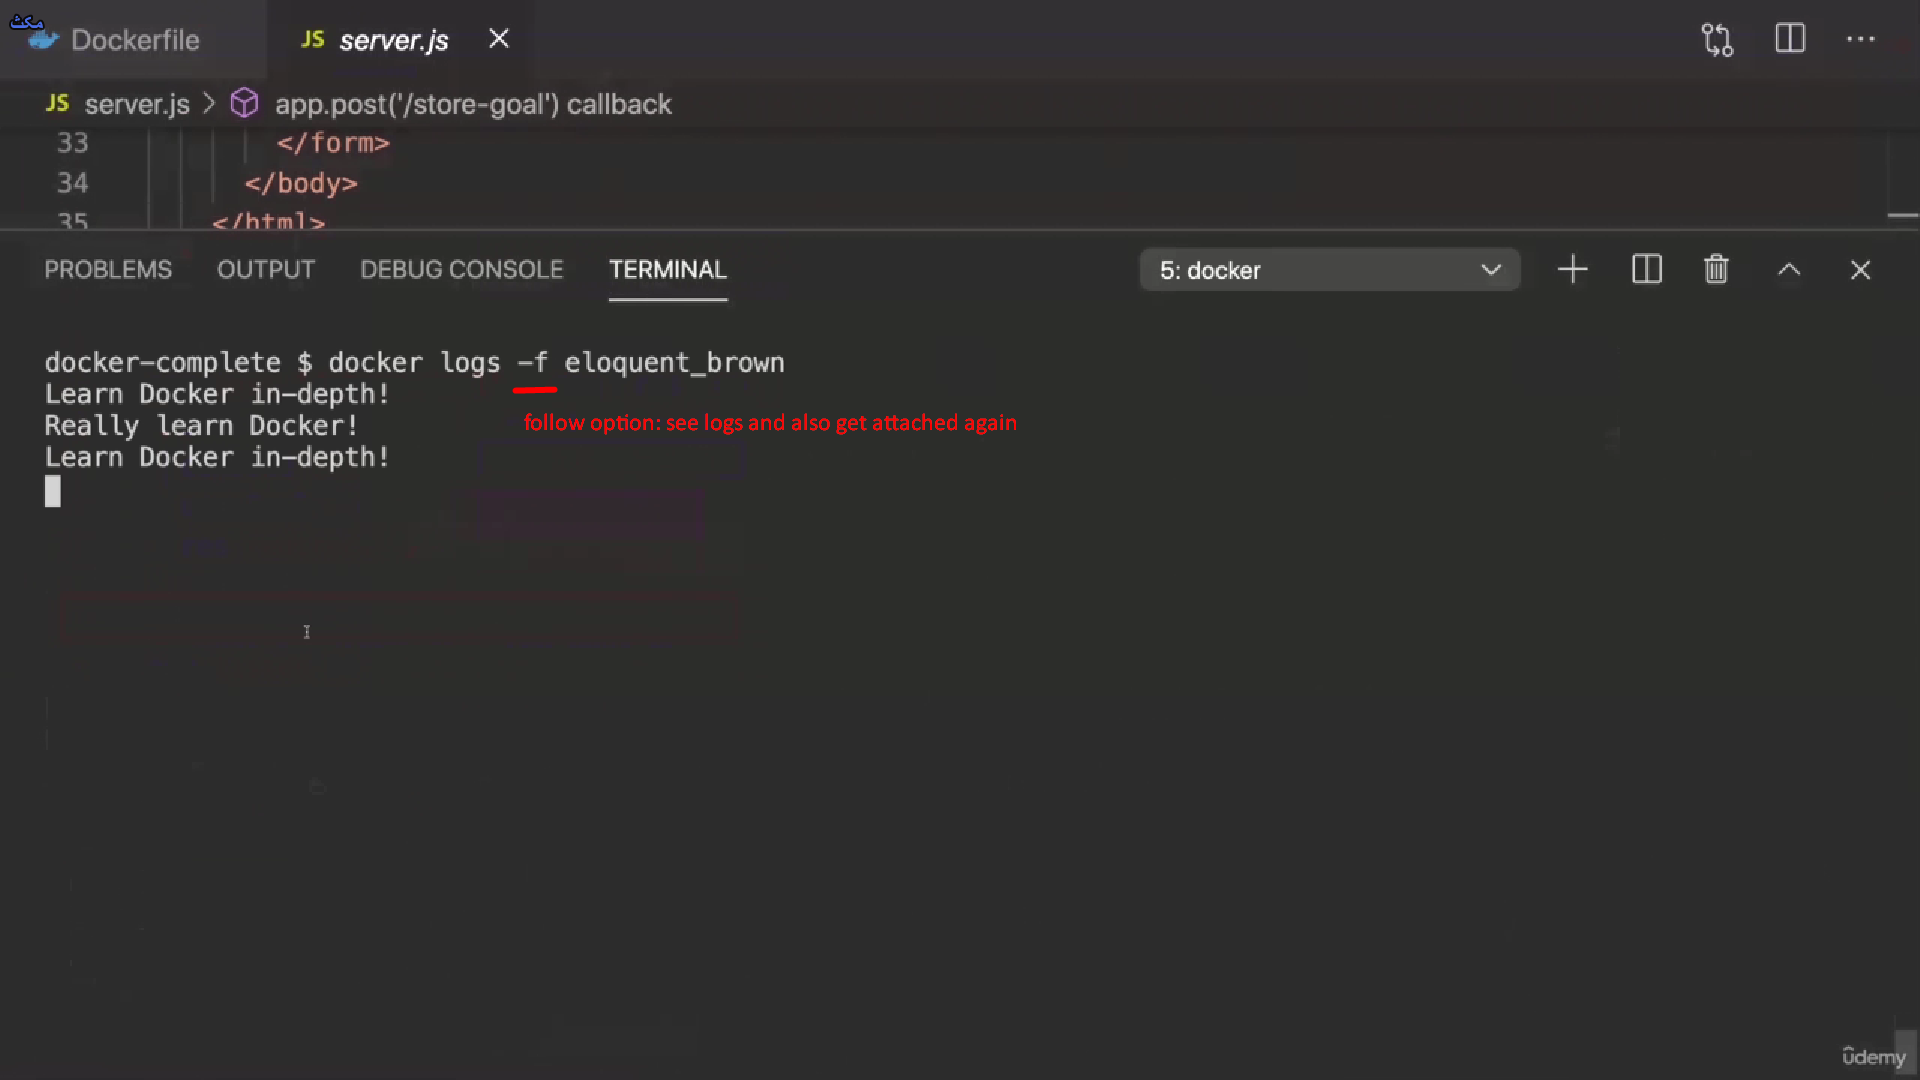 مكث
Dockerfile
JS server.js
JS server.js > app.post('/store-goal') callback
33 </form>
34 </body>
35 </html>
PROBLEMS OUTPUT DEBUG CONSOLE TERMINAL 5: docker
docker-complete $ docker logs -f eloquent_brown
Learn Docker in-depth!
follow option: see logs and also get attached again
Really learn Docker!
Learn Docker in-depth!
ûdemy